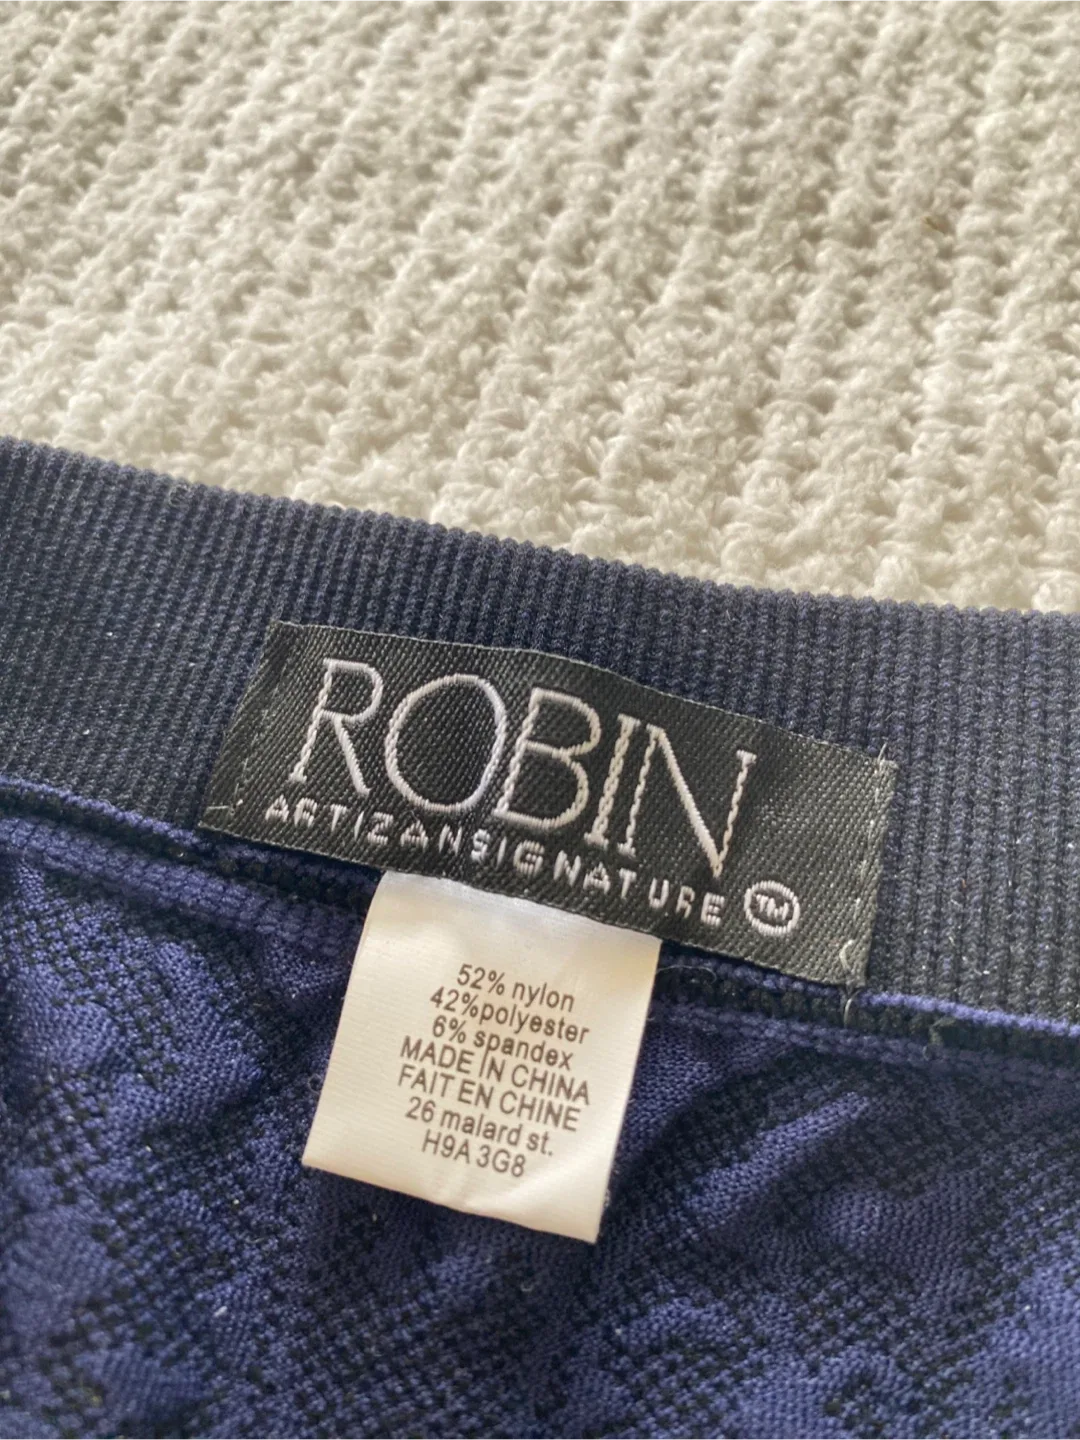 ROBIN
ARTIZANSIGNATURE TM
52% nylon
42%polyester
6% spandex
MADE IN CHINA
FAIT EN CHINE
26 malard st.
H9A 3G8